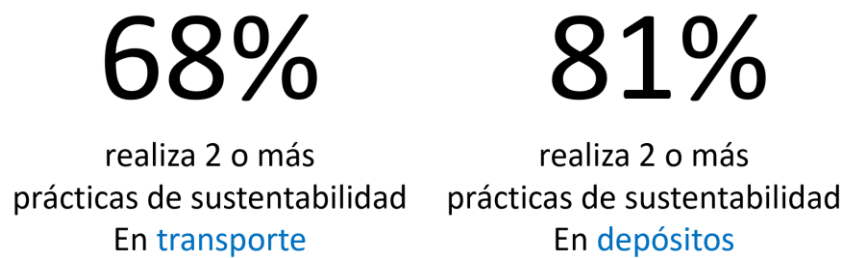 68%
realiza 2 o más
prácticas de sustentabilidad
En transporte
81%
realiza 2 o más
prácticas de sustentabilidad
En depósitos